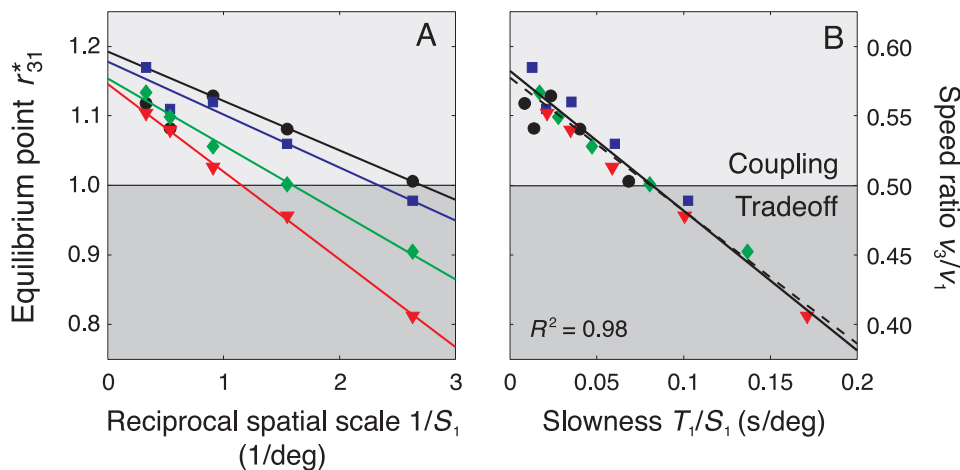 A
B
Equilibrium point r*31
1.2
1.1
1.0
0.9
0.8
0 1 2 3
Reciprocal spatial scale 1/S1
(1/deg)
Coupling
Tradeoff
R² = 0.98
0 0.05 0.1 0.15 0.2
Slowness T1/S1 (s/deg)
0.60
0.55
0.50
0.45
0.40
Speed ratio v3/v1